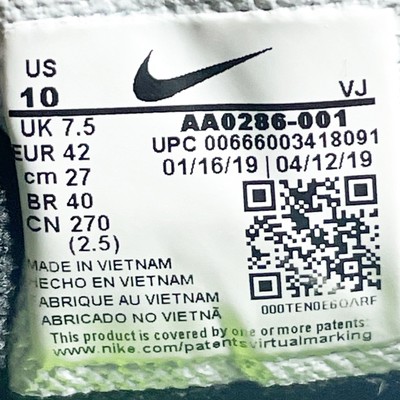 US
10
VJ
UK 7.5
AA0286-001
EUR 42
UPC 00666003418091
cm 27
01/16/19 | 04/12/19
BR 40
CN 270
(2.5)
MADE IN VIETNAM
HECHO EN VIETNAM
FABRIQUE AU VIETNAM
FABRICADO NO VIETNÃ
This product is covered by one or more patents:
www.nike.com/patentsvirtualmarking